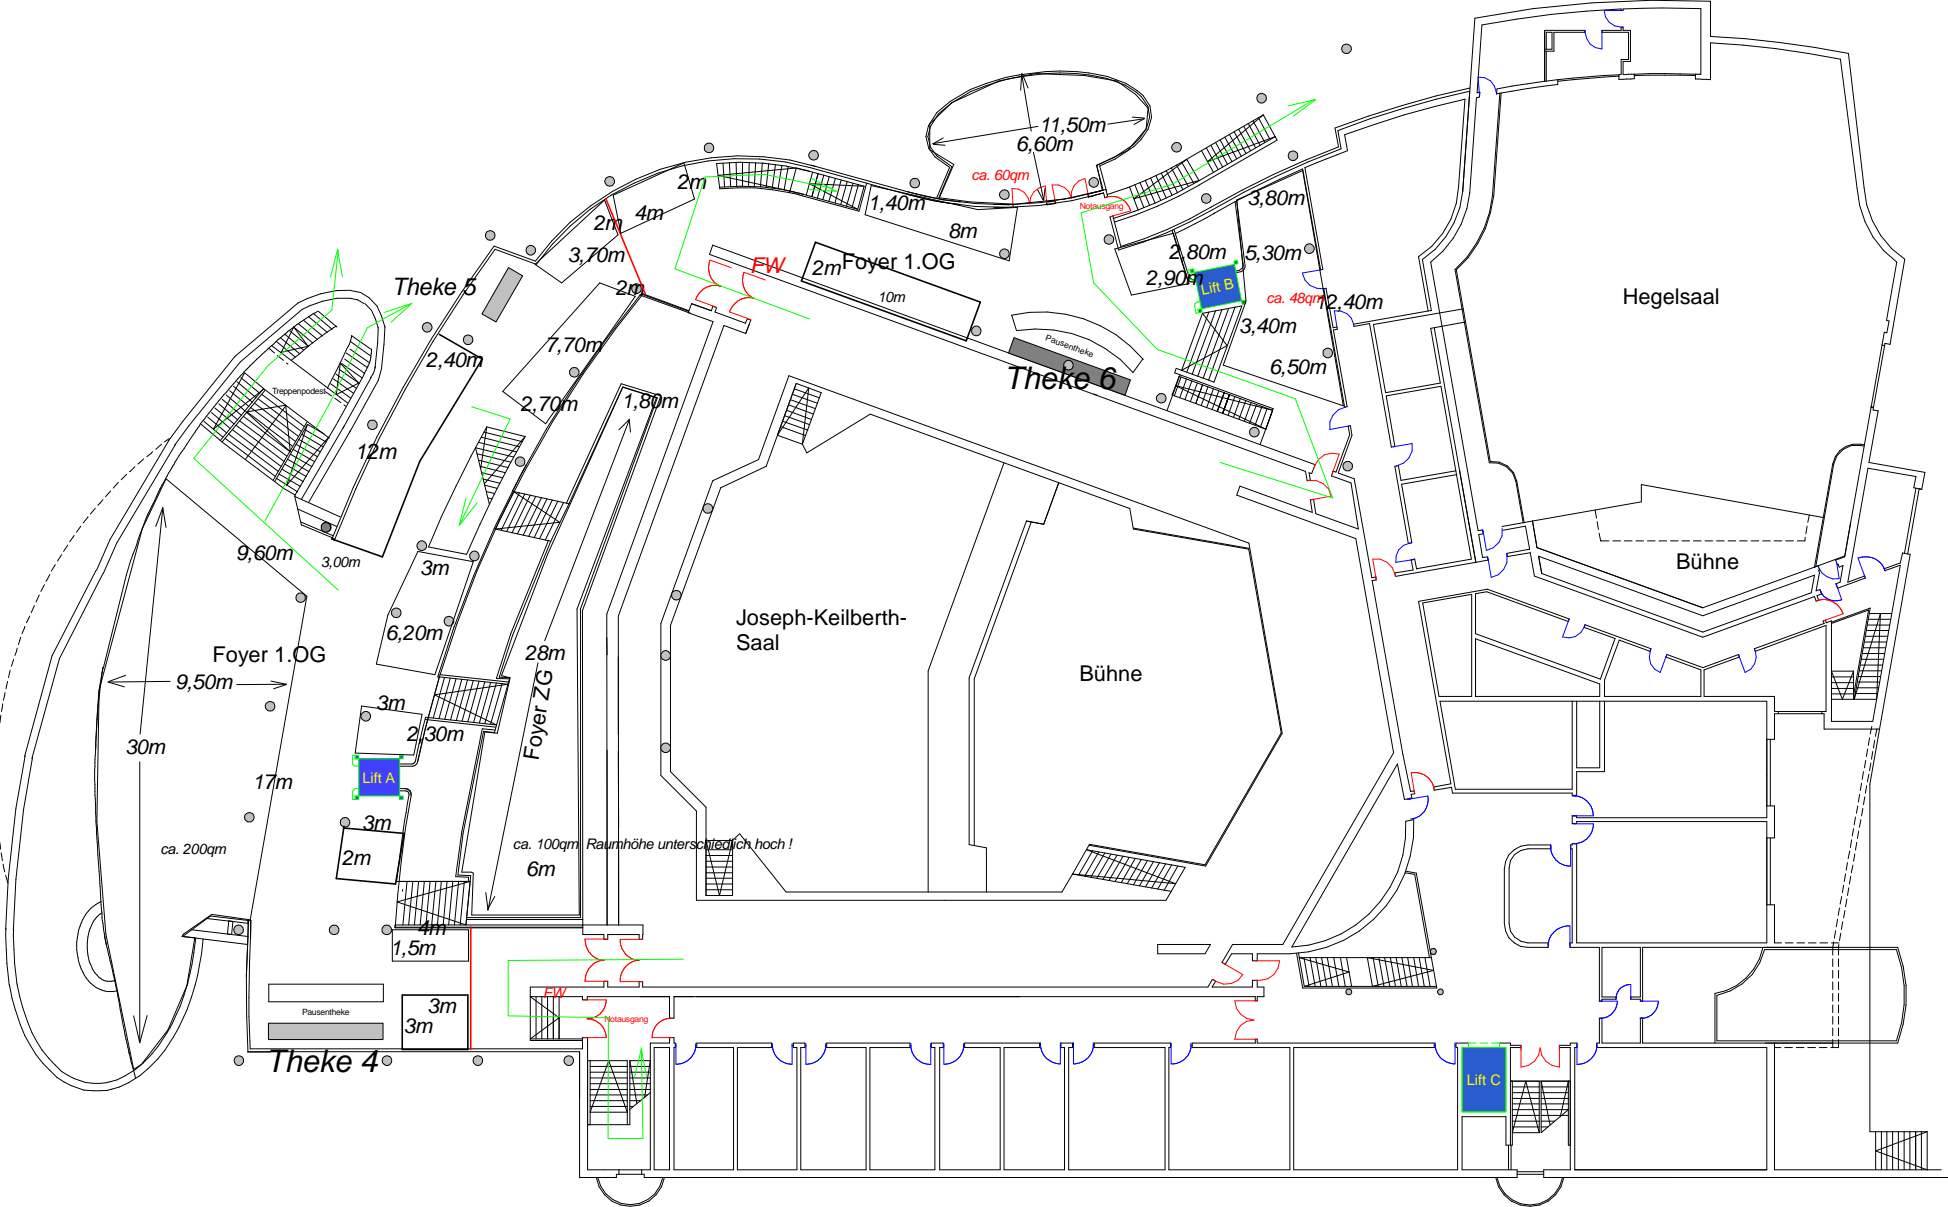 11,50m
6,60m
ca. 60qm
Notausgang
2m
4m
2m
3,70m
2m
1,40m
8m
3,80m
2,80m
5,30m
2,90m
Lift B
ca. 48qm
12,40m
3,40m
6,50m
FW
Foyer 1.OG
2m
10m
Pausentheke
Theke 6
Hegelsaal
Bühne
Theke 5
2,40m
7,70m
2,70m
1,80m
Treppenpodest
12m
9,60m
3,00m
3m
6,20m
Foyer 1.OG
9,50m
30m
17m
3m
2,30m
Lift A
3m
2m
ca. 200qm
28m
Foyer ZG
ca. 100qm Raumhöhe unterschiedlich hoch !
6m
Joseph-Keilberth-
Saal
Bühne
4m
1,5m
3m
3m
Pausentheke
Theke 4
FW
Notausgang
Lift C